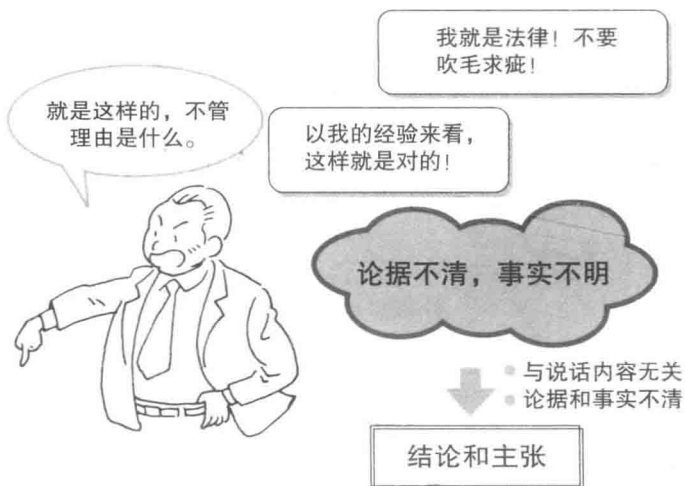 我就是法律！不要
吹毛求疵！
就是这样的，不管
理由是什么。
以我的经验来看，
这样就是对的！
论据不清，事实不明
与说话内容无关
论据和事实不清
结论和主张